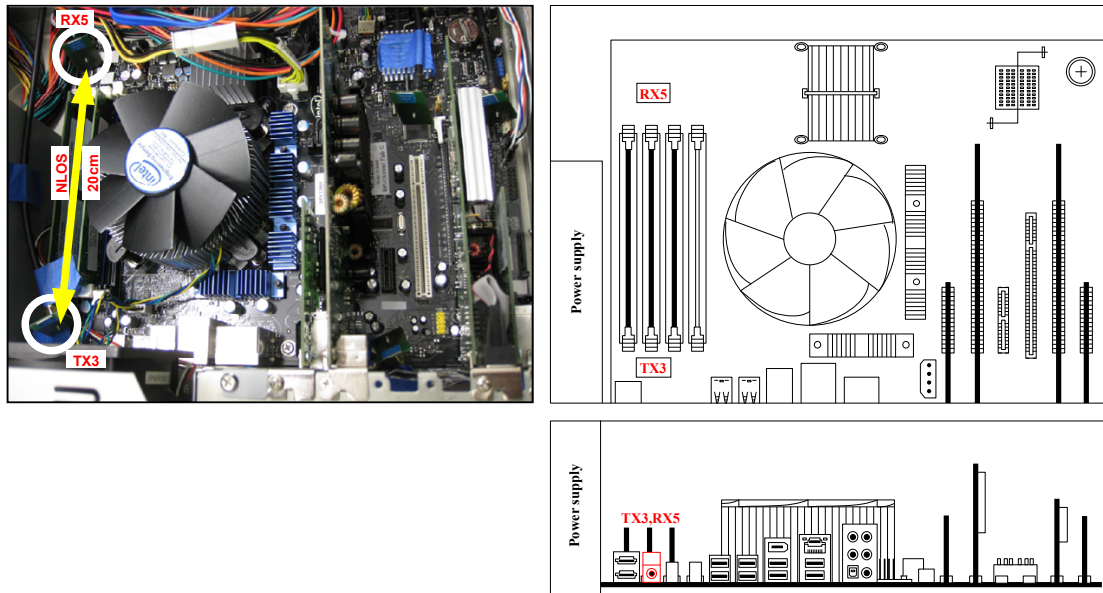 RX5
NLOS
20cm
TX3
intel
RX5
TX3
Power supply
TX3,RX5
Power supply